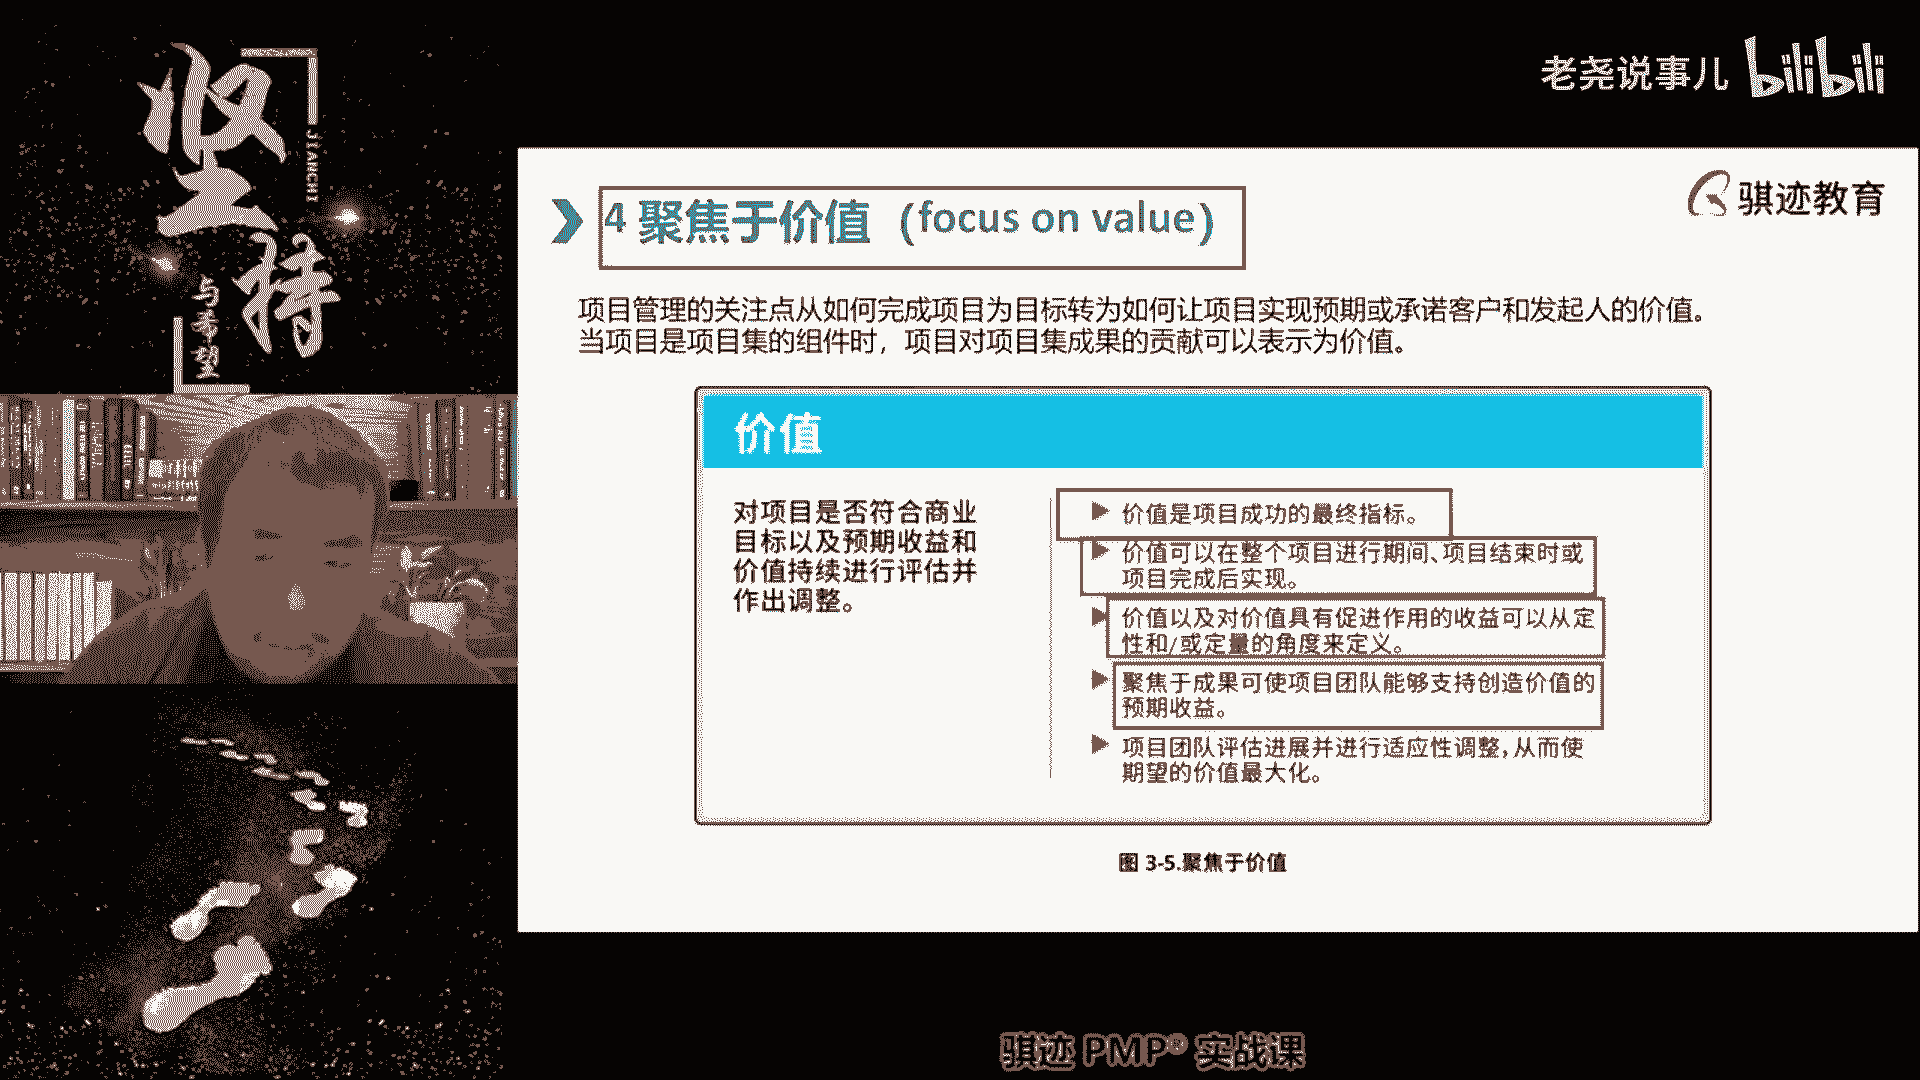 坚持
JIANCHI
与希望
老尧说事儿 bilibili
骐迹教育
4 聚焦于价值（focus on value）
项目管理的关注点从如何完成项目为目标转为如何让项目实现预期或承诺客户和发起人的价值。
当项目是项目集的组件时，项目对项目集成果的贡献可以表示为价值。
价值
对项目是否符合商业
目标以及预期收益和
价值持续进行评估并
作出调整。
价值是项目成功的最终指标。
价值可以在整个项目进行期间、项目结束时或
项目完成后实现。
价值以及对价值具有促进作用的收益可以从定
性和/或定量的角度来定义。
聚焦于成果可使项目团队能够支持创造价值的
预期收益。
项目团队评估进展并进行适应性调整，从而使
期望的价值最大化。
图 3-5.聚焦于价值
骐迹 PMP® 实战课